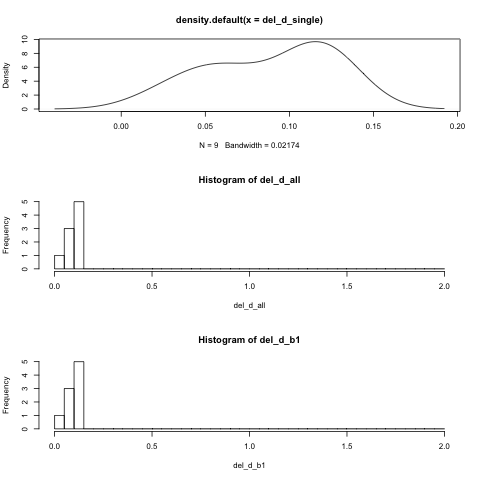 density.default(x = del_d_single)
Density
0 2 4 6 8 10
0.00 0.05 0.10 0.15 0.20
N = 9 Bandwidth = 0.02174
Histogram of del_d_all
Frequency
0 1 2 3 4 5
0.0 0.5 1.0 1.5 2.0
del_d_all
Histogram of del_d_b1
Frequency
0 1 2 3 4 5
0.0 0.5 1.0 1.5 2.0
del_d_b1